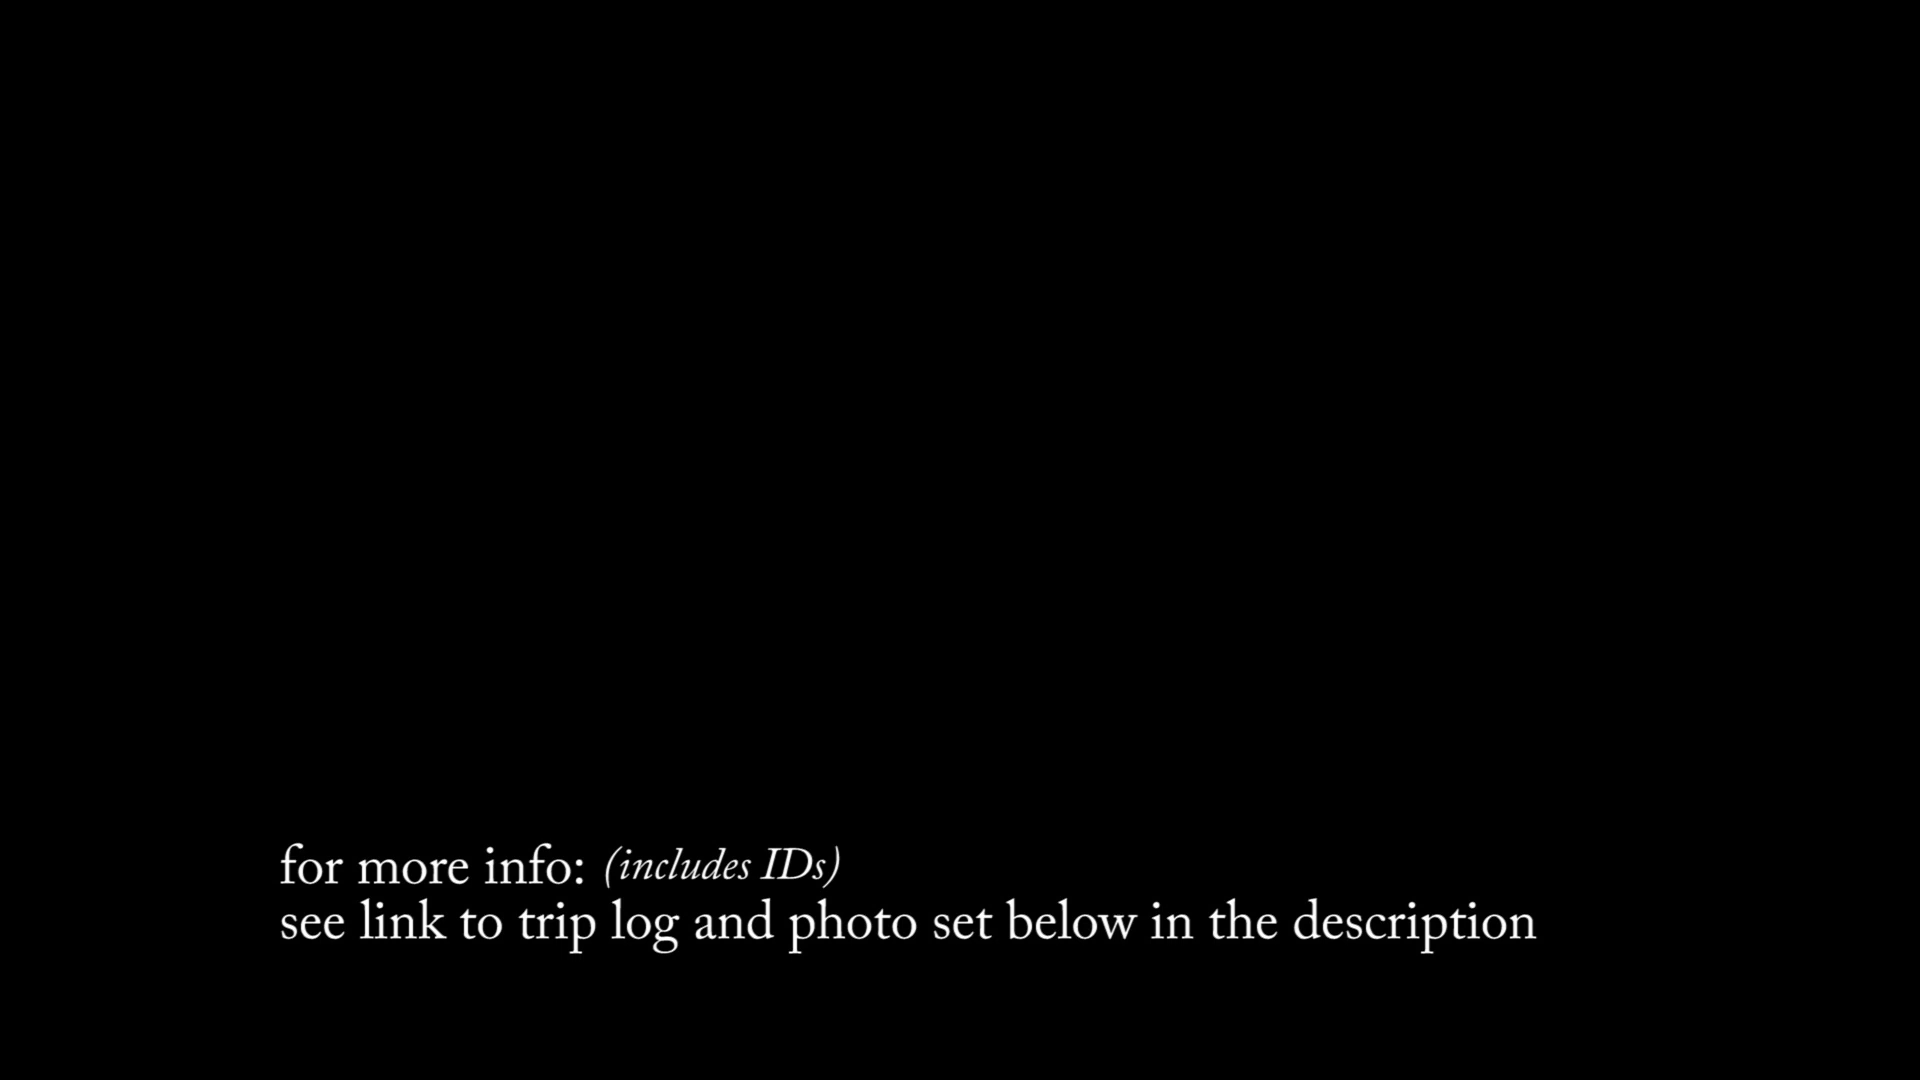 for more info: (includes IDs)
see link to trip log and photo set below in the description